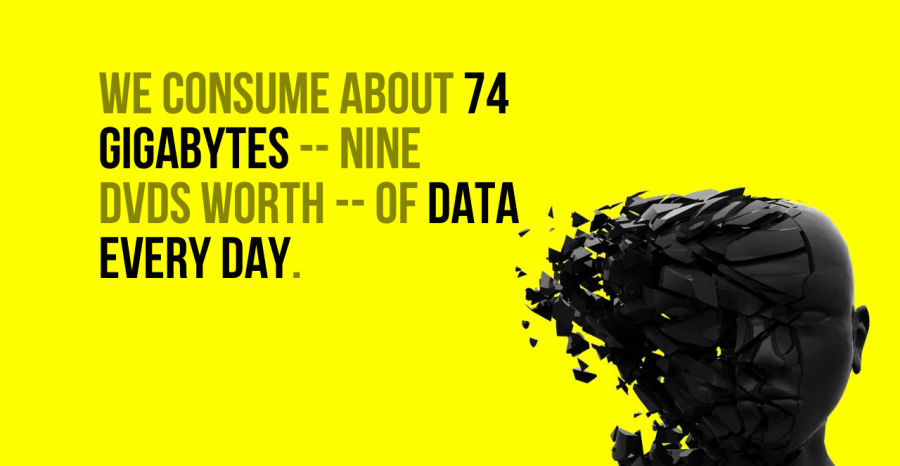 WE CONSUME ABOUT 74
GIGABYTES -- NINE
DVDS WORTH -- OF DATA
EVERY DAY.